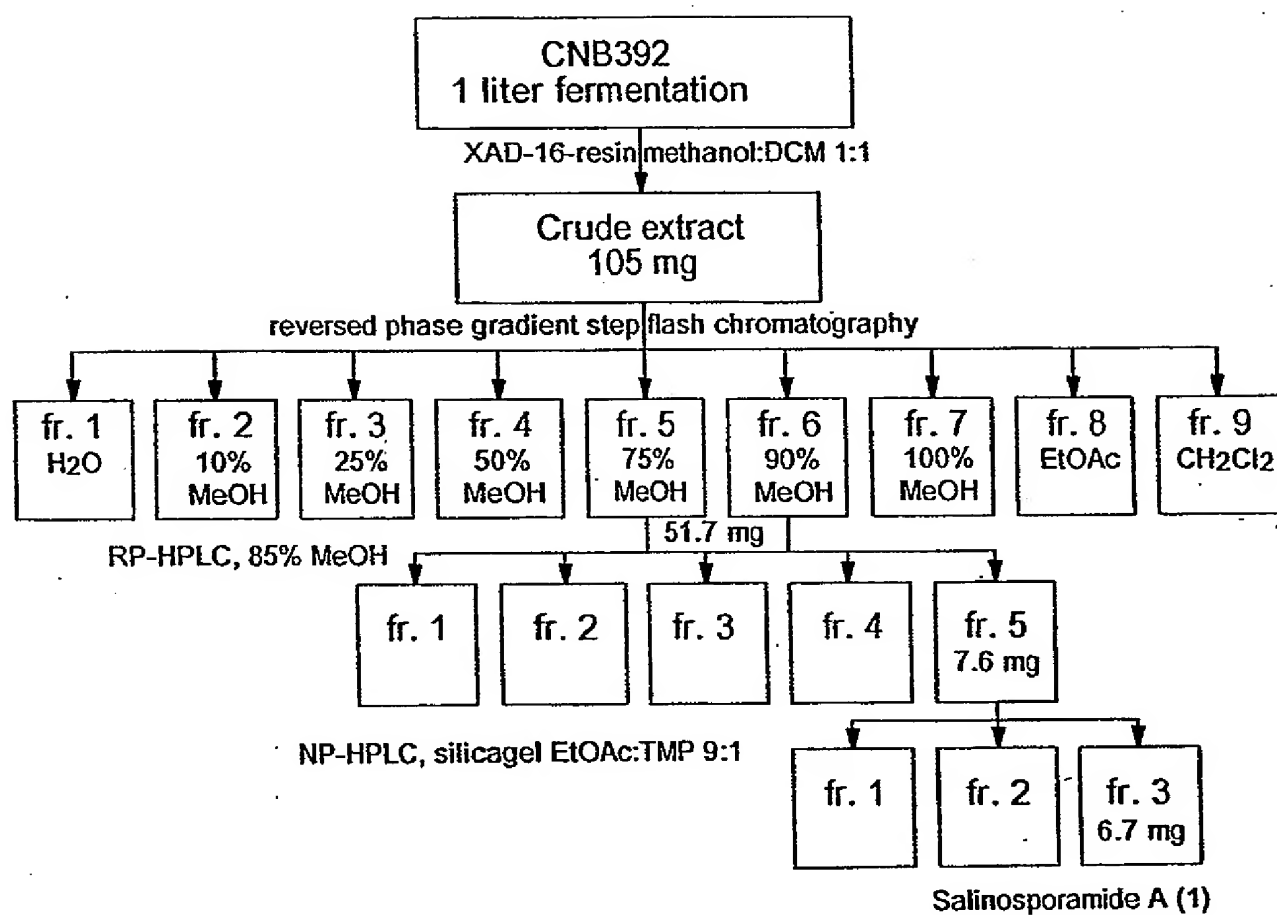 CNB392
1 liter fermentation
XAD-16-resin methanol:DCM 1:1
Crude extract
105 mg
reversed phase gradient step flash chromatography
fr. 1
H2O
fr. 2
10%
MeOH
fr. 3
25%
MeOH
fr. 4
50%
MeOH
fr. 5
75%
MeOH
fr. 6
90%
MeOH
fr. 7
100%
MeOH
fr. 8
EtOAc
fr. 9
CH2Cl2
51.7 mg
RP-HPLC, 85% MeOH
fr. 1
fr. 2
fr. 3
fr. 4
fr. 5
7.6 mg
NP-HPLC, silicagel EtOAc:TMP 9:1
fr. 1
fr. 2
fr. 3
6.7 mg
Salinosporamide A (1)